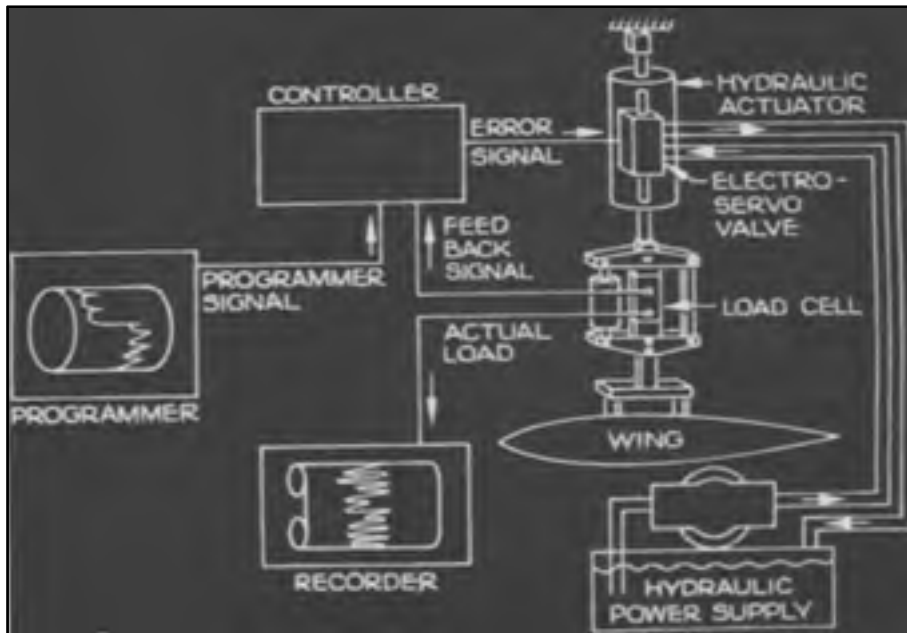 CONTROLLER
HYDRAULIC
ACTUATOR
ERROR
SIGNAL
ELECTRO-
SERVO
VALVE
FEED
BACK
SIGNAL
PROGRAMMER
SIGNAL
LOAD CELL
ACTUAL
LOAD
PROGRAMMER
WING
RECORDER
HYDRAULIC
POWER SUPPLY